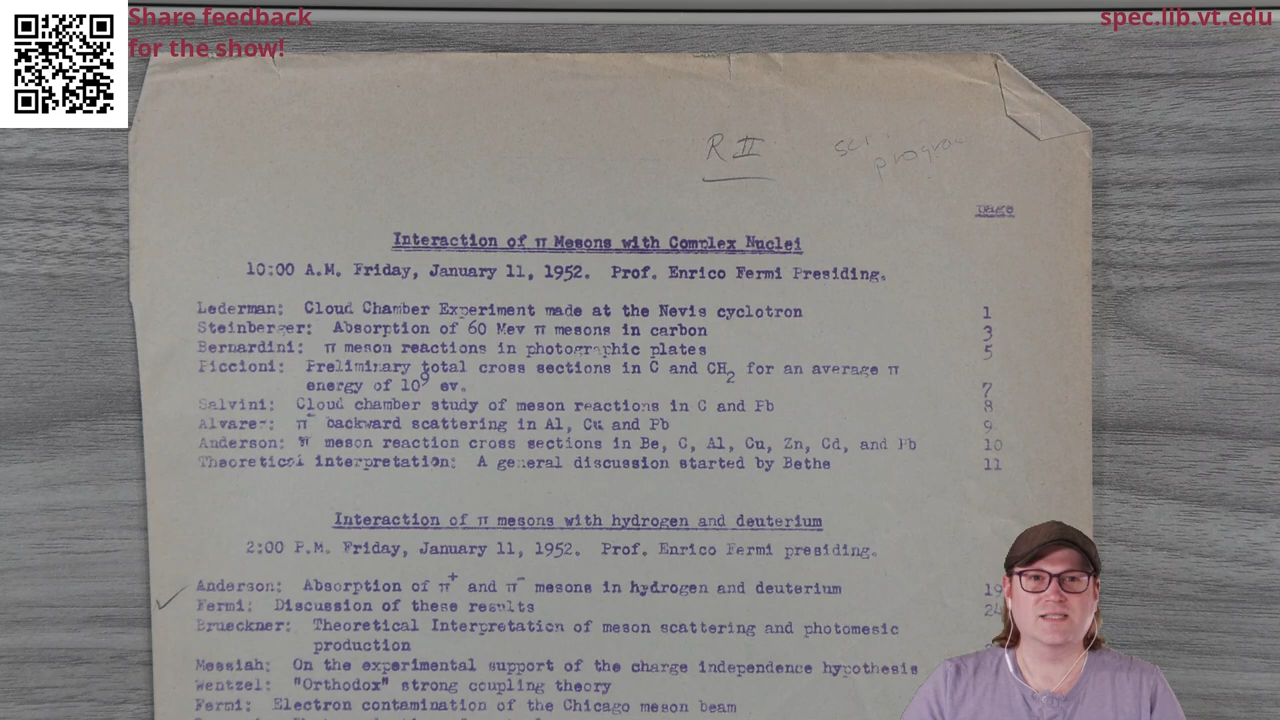 Share feedback
for the show!
spec.lib.vt.edu
R II
sci
program
page
Interaction of π Mesons with Complex Nuclei
10:00 A.M. Friday, January 11, 1952. Prof. Enrico Fermi Presiding.
Lederman: Cloud Chamber Experiment made at the Nevis cyclotron 1
Steinberger: Absorption of 60 Mev π mesons in carbon 3
Bernardini: π meson reactions in photographic plates 5
Piccioni: Preliminary total cross sections in C and CH₂ for an average π
energy of 10⁹ ev. 7
Salvini: Cloud chamber study of meson reactions in C and Pb 8
Alvarez: π⁻ backward scattering in Al, Cu and Pb 9
Anderson: π⁻ meson reaction cross sections in Be, C, Al, Cu, Zn, Cd, and Pb 10
Theoretical interpretation: A general discussion started by Bethe 11
Interaction of π mesons with hydrogen and deuterium
2:00 P.M. Friday, January 11, 1952. Prof. Enrico Fermi presiding.
Anderson: Absorption of π⁺ and π⁻ mesons in hydrogen and deuterium 19
Fermi: Discussion of these results 24
Brueckner: Theoretical Interpretation of meson scattering and photomesic
production
Messiah: On the experimental support of the charge independence hypothesis
Wentzel: "Orthodox" strong coupling theory
Fermi: Electron contamination of the Chicago meson beam